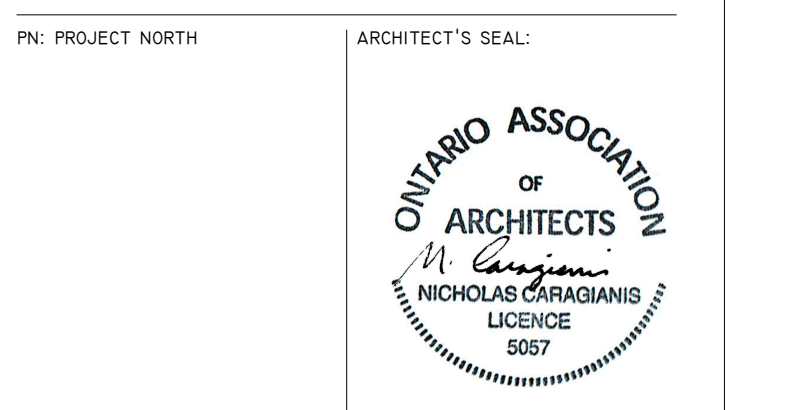 PN: PROJECT NORTH
ARCHITECT'S SEAL:
ONTARIO ASSOCIATION
OF
ARCHITECTS
N. Caragianis
NICHOLAS CARAGIANIS
LICENCE
5057